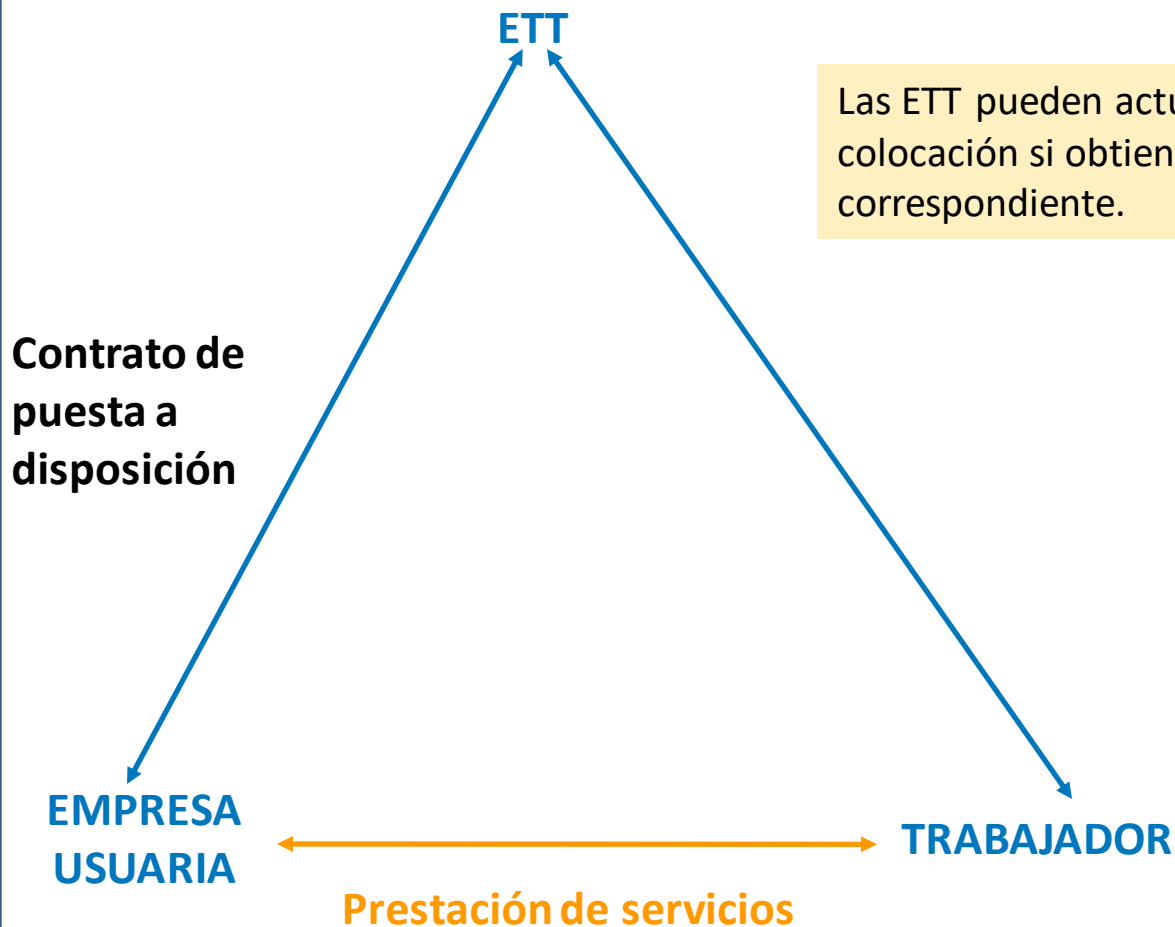 ETT
Las ETT pueden actu
colocación si obtien
correspondiente.
Contrato de
puesta a
disposición
EMPRESA
USUARIA
TRABAJADOR
Prestación de servicios